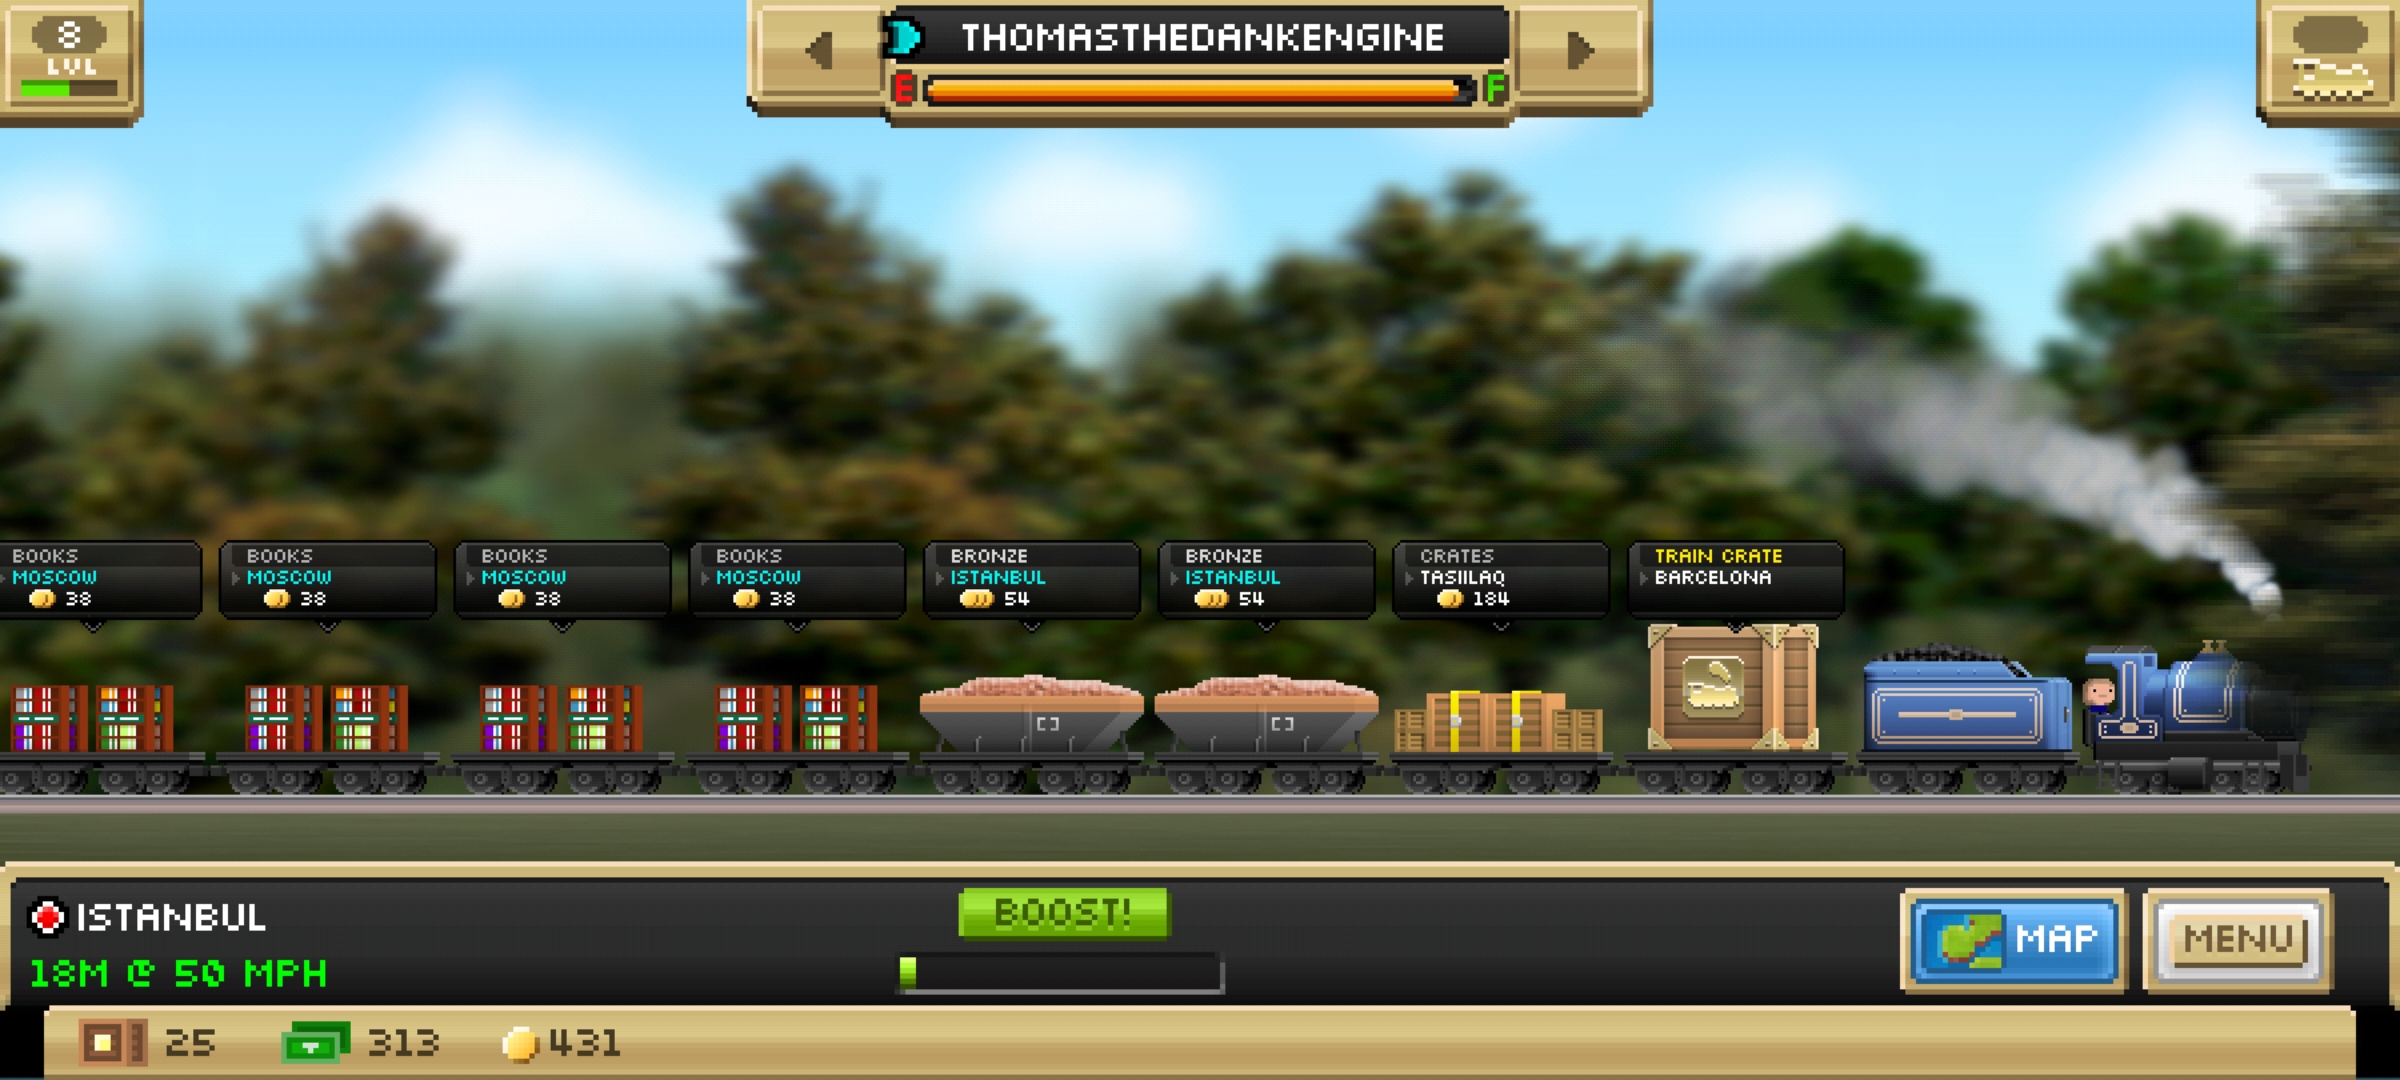 8
LVL
THOMASTHEDANKENGINE
E F
BOOKS
MOSCOW
38
BOOKS
MOSCOW
38
BOOKS
MOSCOW
38
BOOKS
MOSCOW
38
BRONZE
ISTANBUL
54
BRONZE
ISTANBUL
54
CRATES
TASIILAQ
184
TRAIN CRATE
BARCELONA
ISTANBUL
18M @ 50 MPH
BOOST!
MAP
MENU
25
313
431